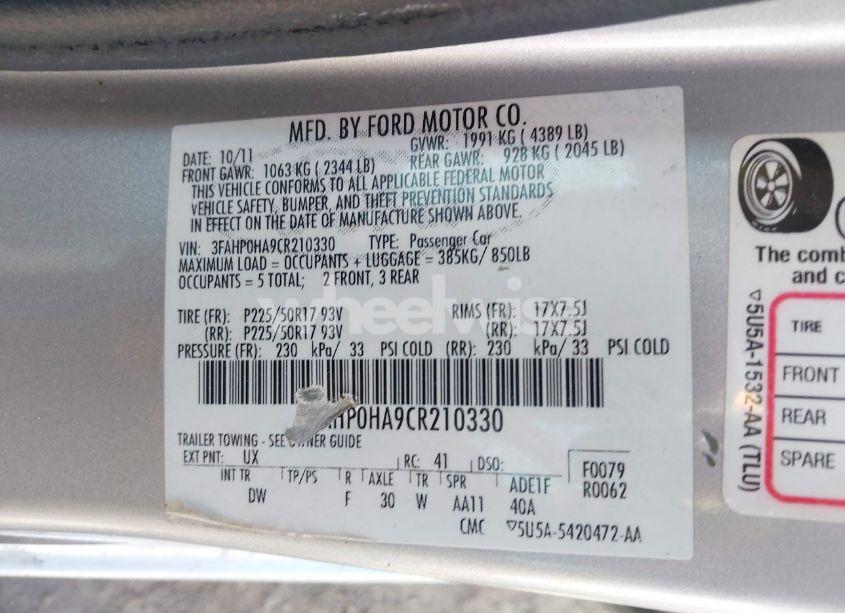 MFD. BY FORD MOTOR CO.
DATE: 10/11
GVWR: 1991 KG ( 4389 LB)
FRONT GAWR: 1063 KG ( 2344 LB)
REAR GAWR: 928 KG ( 2045 LB)
THIS VEHICLE CONFORMS TO ALL APPLICABLE FEDERAL MOTOR
VEHICLE SAFETY, BUMPER, AND THEFT PREVENTION STANDARDS
IN EFFECT ON THE DATE OF MANUFACTURE SHOWN ABOVE.
VIN: 3FAHP0HA9CR210330 TYPE: Passenger Car
MAXIMUM LOAD = OCCUPANTS + LUGGAGE = 385KG/ 850LB
OCCUPANTS = 5 TOTAL; 2 FRONT, 3 REAR
wheelwis
TIRE (FR): P225/50R17 93V RIMS (FR): 17X7.5J
(RR): P225/50R17 93V (RR): 17X7.5J
PRESSURE (FR): 230 kPa/ 33 PSI COLD (RR): 230 kPa/ 33 PSI COLD
AHP0HA9CR210330
TRAILER TOWING - SEE OWNER GUIDE
EXT PNT: UX RC: 41 DSO: F0079
INT TR TP/PS R AXLE TR SPR ADE1F R0062
DW F 30 W AA11 40A
CMC ▽5U5A-5420472-AA
The comb
and c
TIRE
FRONT
REAR
SPARE
▽5U5A-1532-AA (TLU)